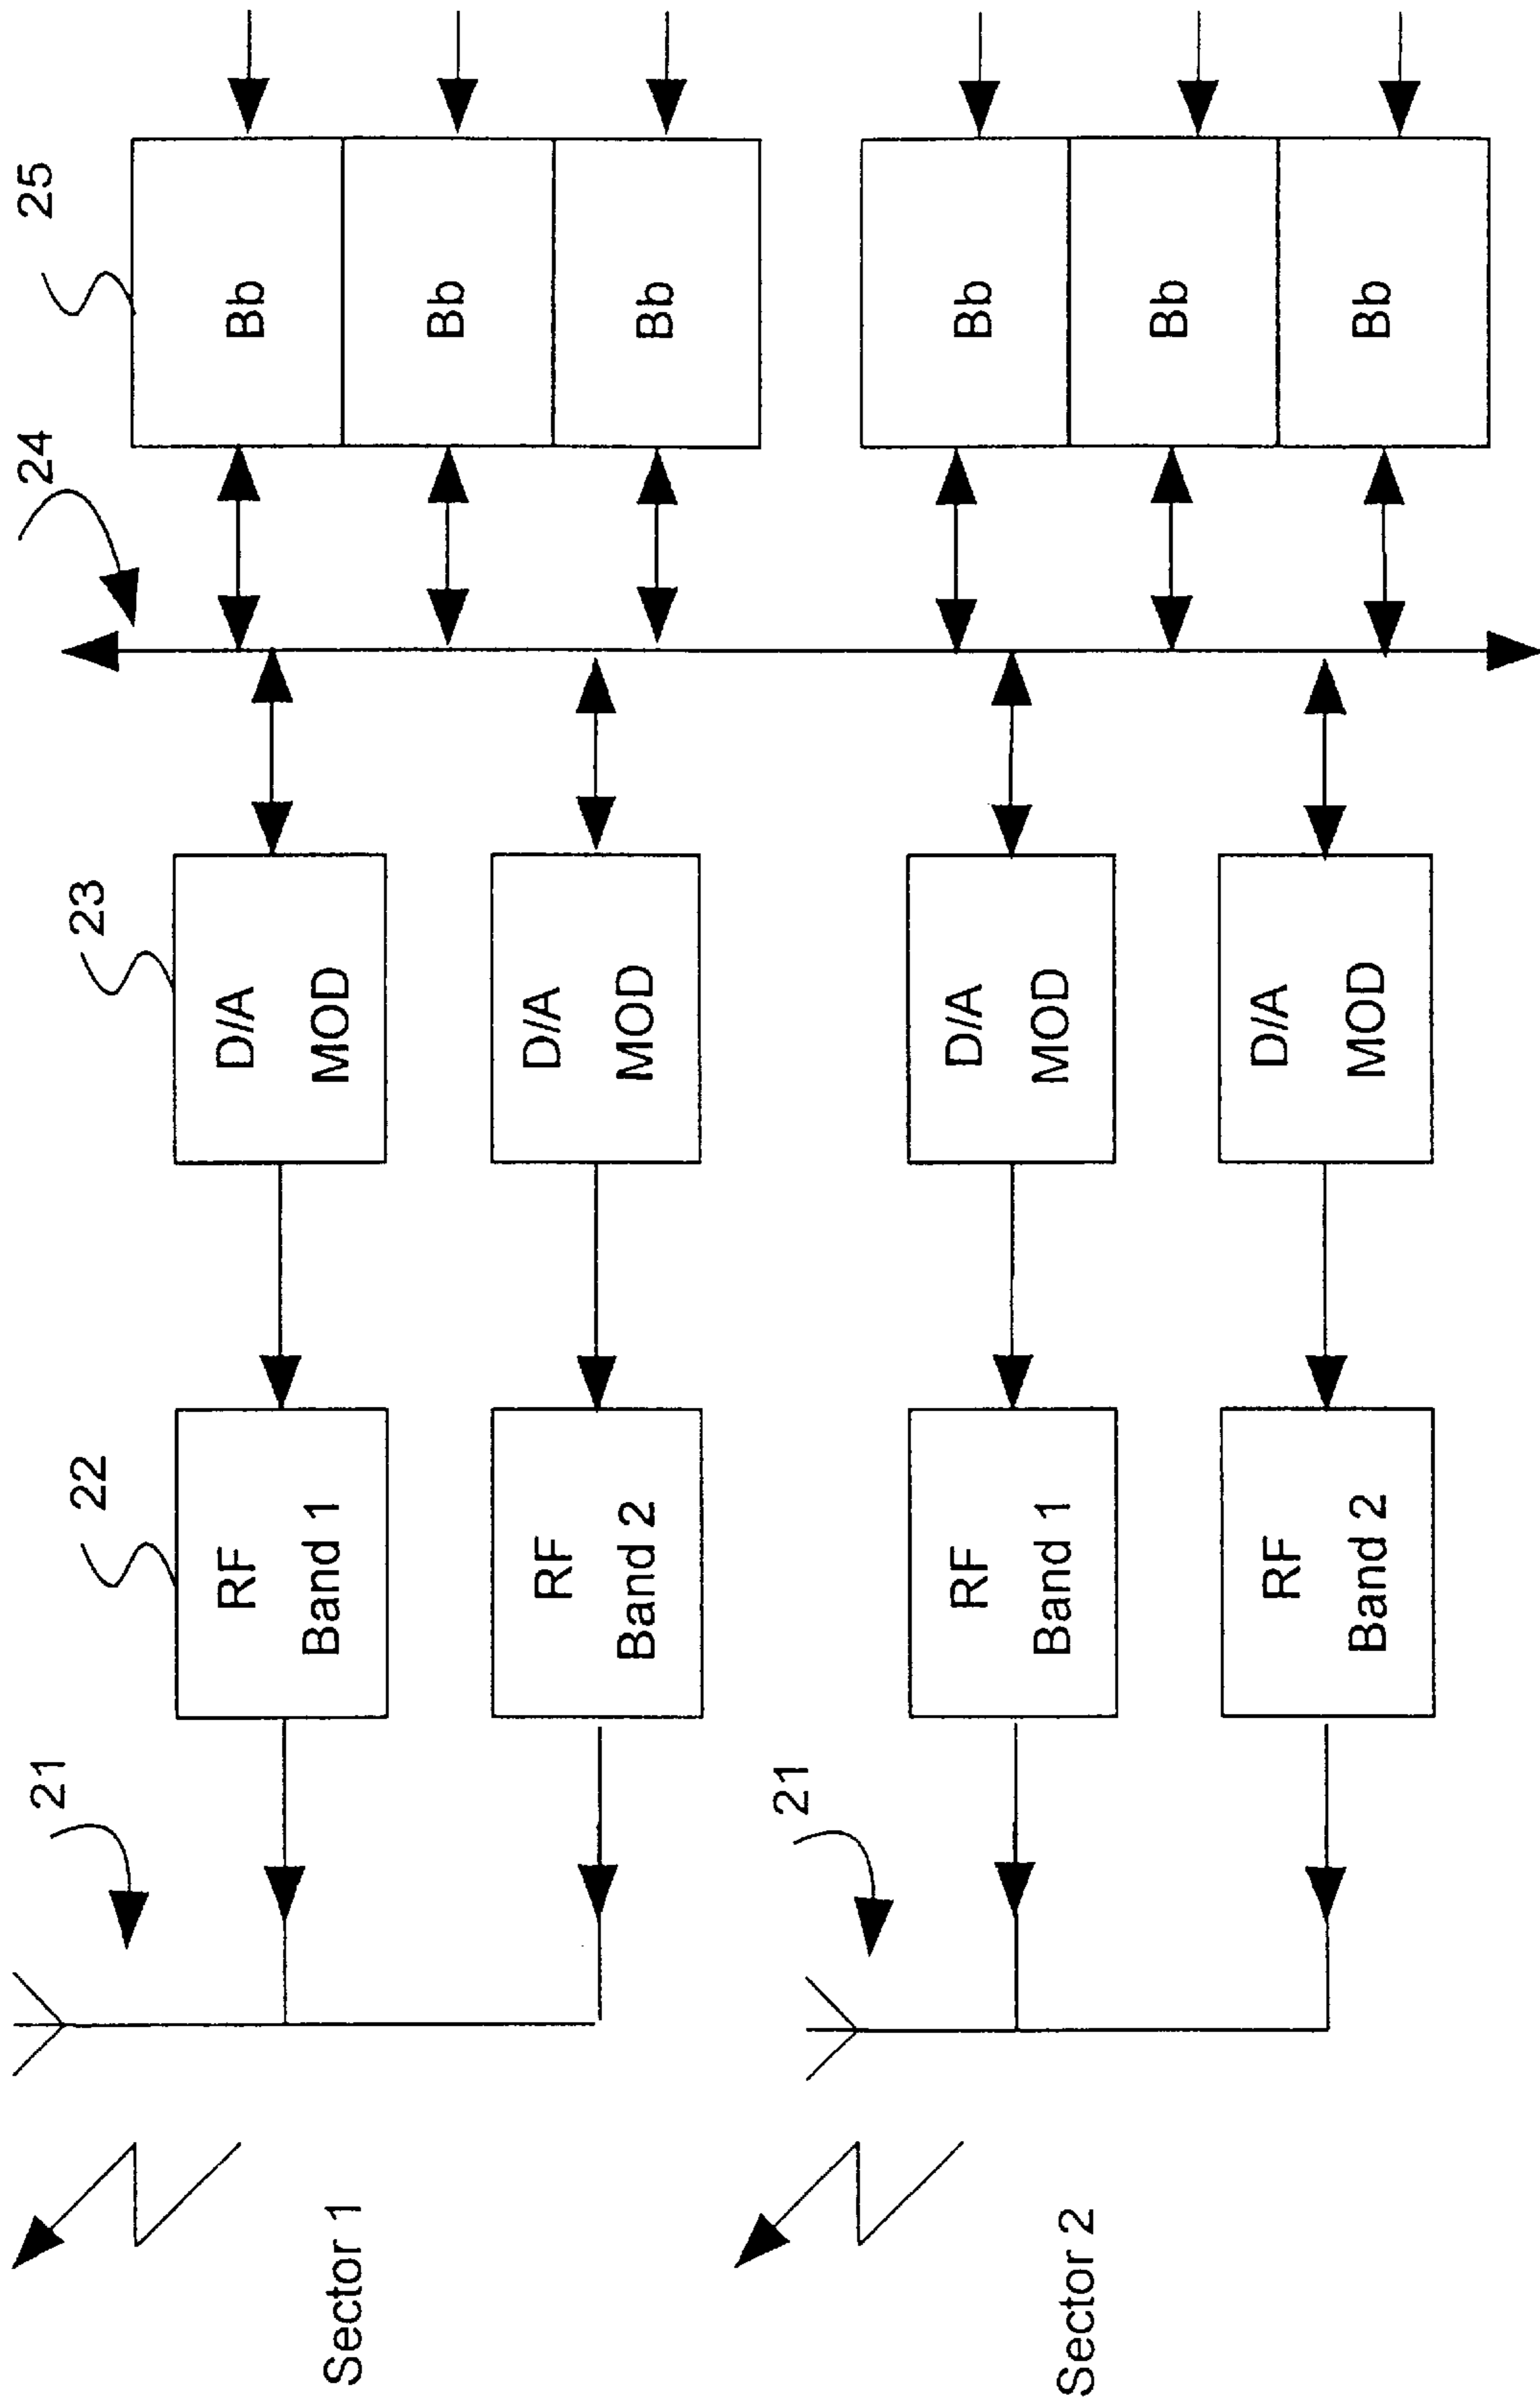 21
24
25
22
23
RF
D/A
Bb
Sector 1
Band 1
MOD
Bb
RF
D/A
Band 2
MOD
Bb
21
RF
D/A
Bb
Sector 2
Band 1
MOD
Bb
RF
D/A
Band 2
MOD
Bb